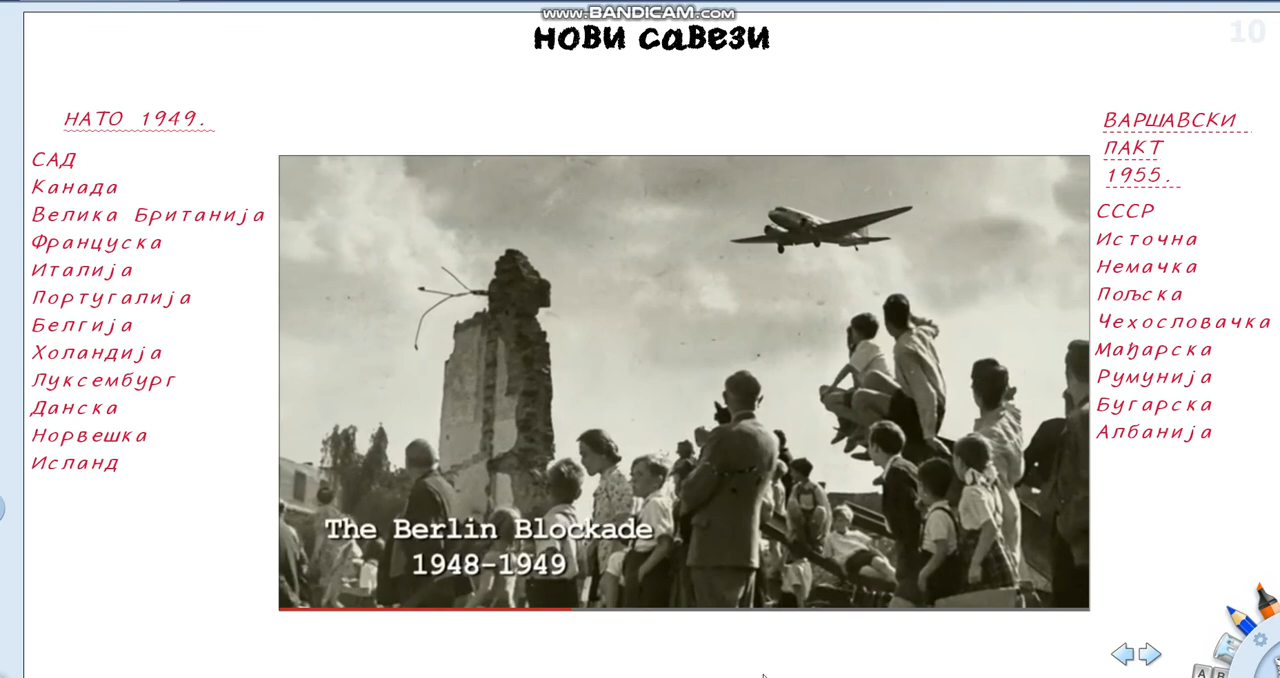 www.BANDICAM.com
нови савези
10
НАТО 1949.
САД
Канада
Велика Британија
Француска
Италија
Португалија
Белгија
Холандија
Луксембург
Данска
Норвешка
Исланд
The Berlin Blockade
1948-1949
ВАРШАВСКИ
ПАКТ
1955.
СССР
Источна
Немачка
Пољска
Чехословачка
Мађарска
Румунија
Бугарска
Албанија
A B